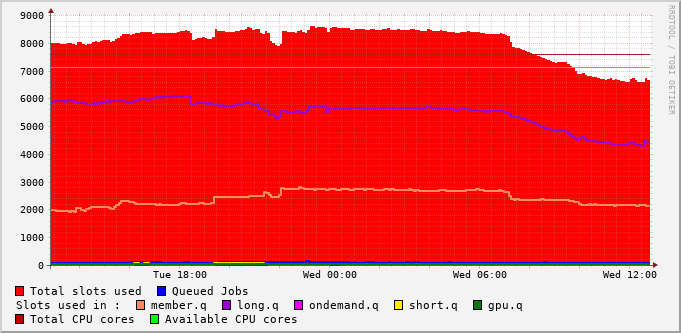 RRDTOOL / TOBI OETIKER
9000
8000
7000
6000
5000
4000
3000
2000
1000
0
Tue 18:00 Wed 00:00 Wed 06:00 Wed 12:00
Total slots used Queued Jobs
Slots used in : member.q long.q ondemand.q short.q gpu.q
Total CPU cores Available CPU cores